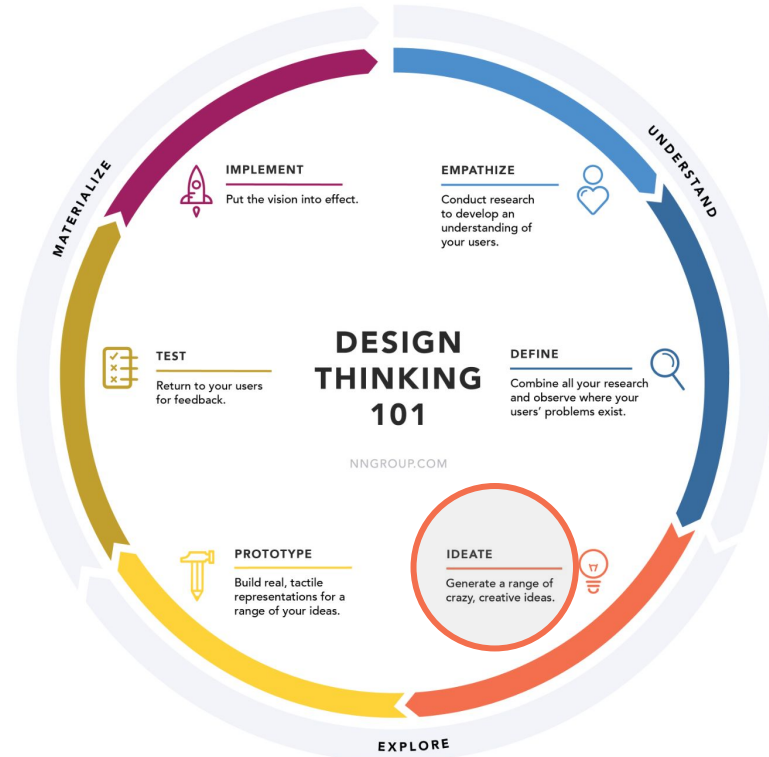 DESIGN
THINKING
101
NNGROUP.COM
UNDERSTAND
EMPATHIZE
Conduct research
to develop an
understanding of
your users.
DEFINE
Combine all your research
and observe where your
users’ problems exist.
EXPLORE
IDEATE
Generate a range of
crazy, creative ideas.
PROTOTYPE
Build real, tactile
representations for a
range of your ideas.
MATERIALIZE
TEST
Return to your users
for feedback.
IMPLEMENT
Put the vision into effect.